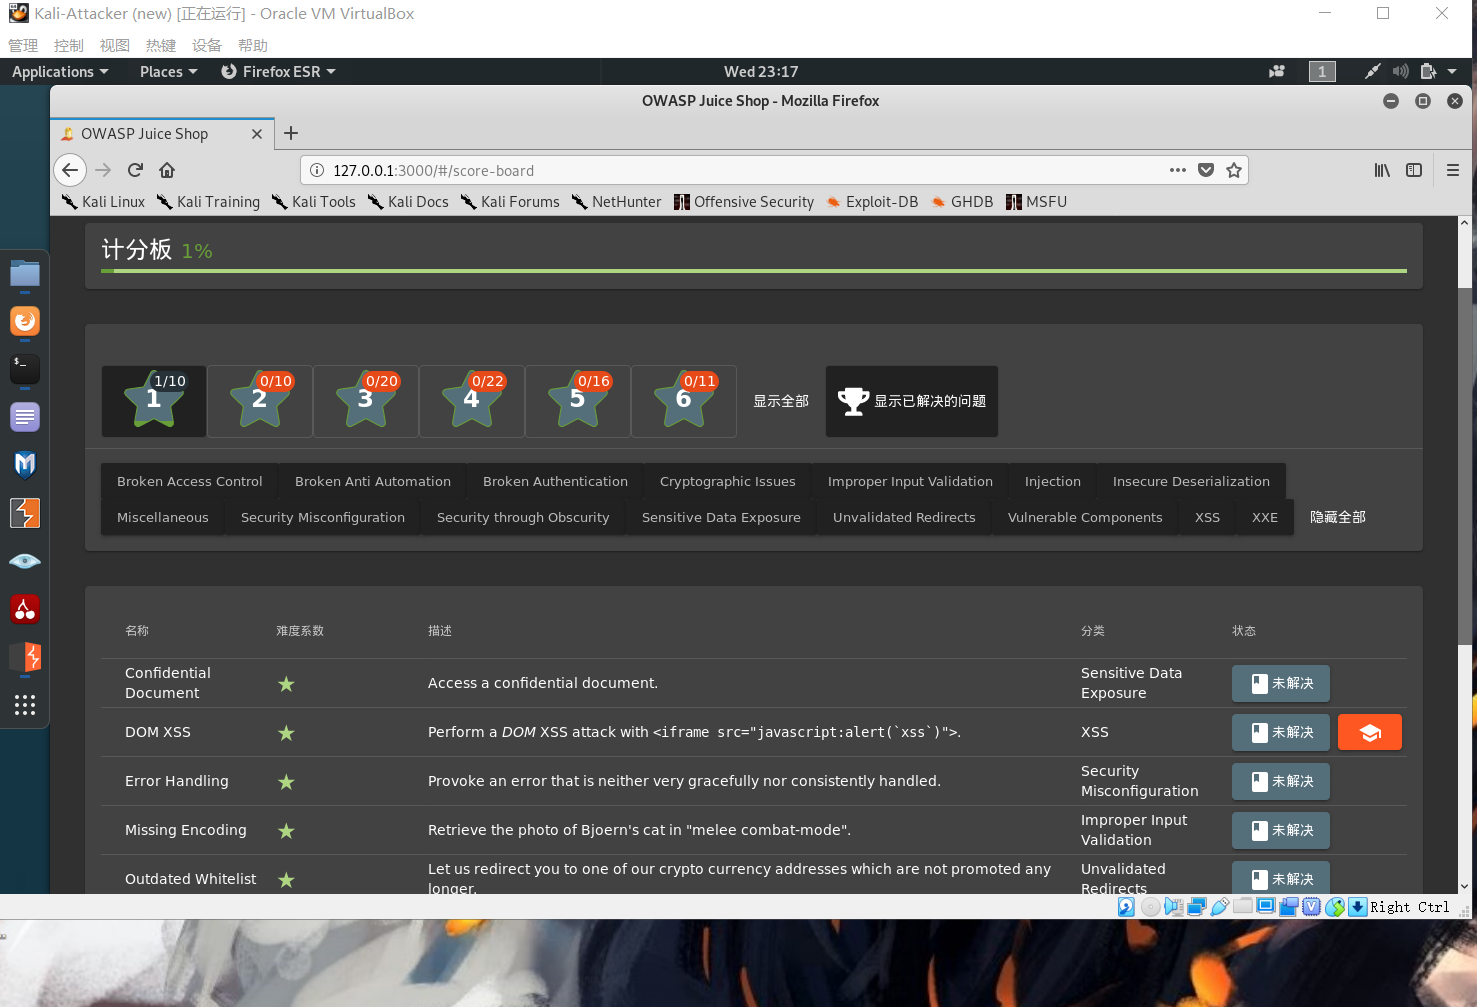 Kali-Attacker (new) [正在运行] - Oracle VM VirtualBox
管理 控制 视图 热键 设备 帮助
Applications Places Firefox ESR Wed 23:17 1
OWASP Juice Shop - Mozilla Firefox
OWASP Juice Shop
127.0.0.1:3000/#/score-board
Kali Linux Kali Training Kali Tools Kali Docs Kali Forums NetHunter Offensive Security Exploit-DB GHDB MSFU
计分板 1%
1/10 0/10 0/20 0/22 0/16 0/11
1 2 3 4 5 6 显示全部 显示已解决的问题
Broken Access Control Broken Anti Automation Broken Authentication Cryptographic Issues Improper Input Validation Injection Insecure Deserialization
Miscellaneous Security Misconfiguration Security through Obscurity Sensitive Data Exposure Unvalidated Redirects Vulnerable Components XSS XXE 隐藏全部
名称 难度系数 描述 分类 状态
Confidential Document Access a confidential document. Sensitive Data Exposure 未解决
DOM XSS Perform a DOM XSS attack with <iframe src="javascript:alert(`xss`)">. XSS 未解决
Error Handling Provoke an error that is neither very gracefully nor consistently handled. Security Misconfiguration 未解决
Missing Encoding Retrieve the photo of Bjoern's cat in "melee combat-mode". Improper Input Validation 未解决
Outdated Whitelist Let us redirect you to one of our crypto currency addresses which are not promoted any longer. Unvalidated Redirects 未解决
Right Ctrl